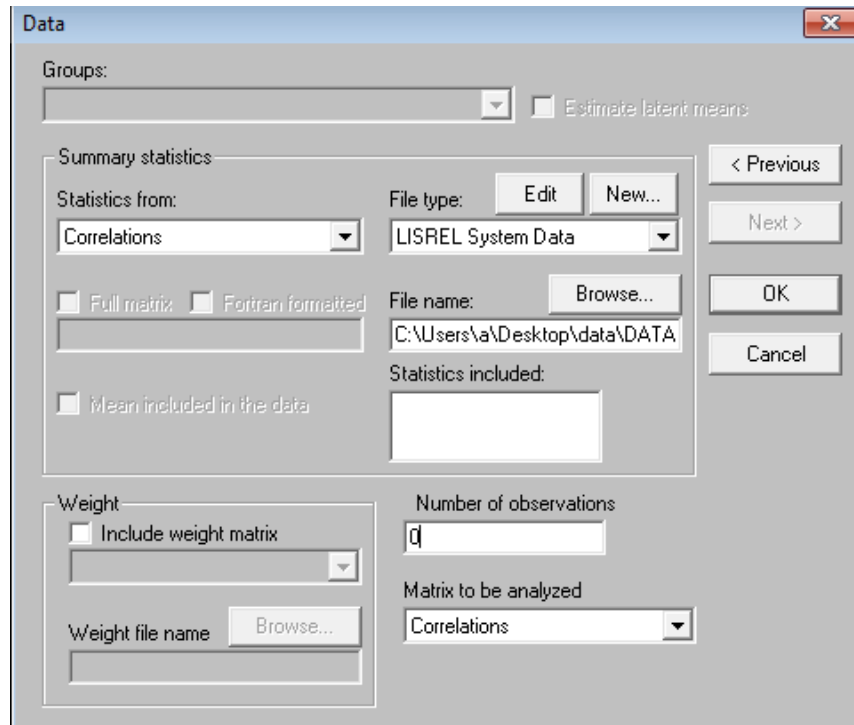 Data
Groups:
Estimate latent means
Summary statistics
< Previous
Statistics from:
File type:
Edit
New...
Correlations
LISREL System Data
Next >
Full matrix
Fortran formatted
File name:
Browse...
OK
C:\Users\a\Desktop\data\DATA
Cancel
Statistics included:
Mean included in the data
Weight
Number of observations
Include weight matrix
0
Matrix to be analyzed
Weight file name
Browse...
Correlations